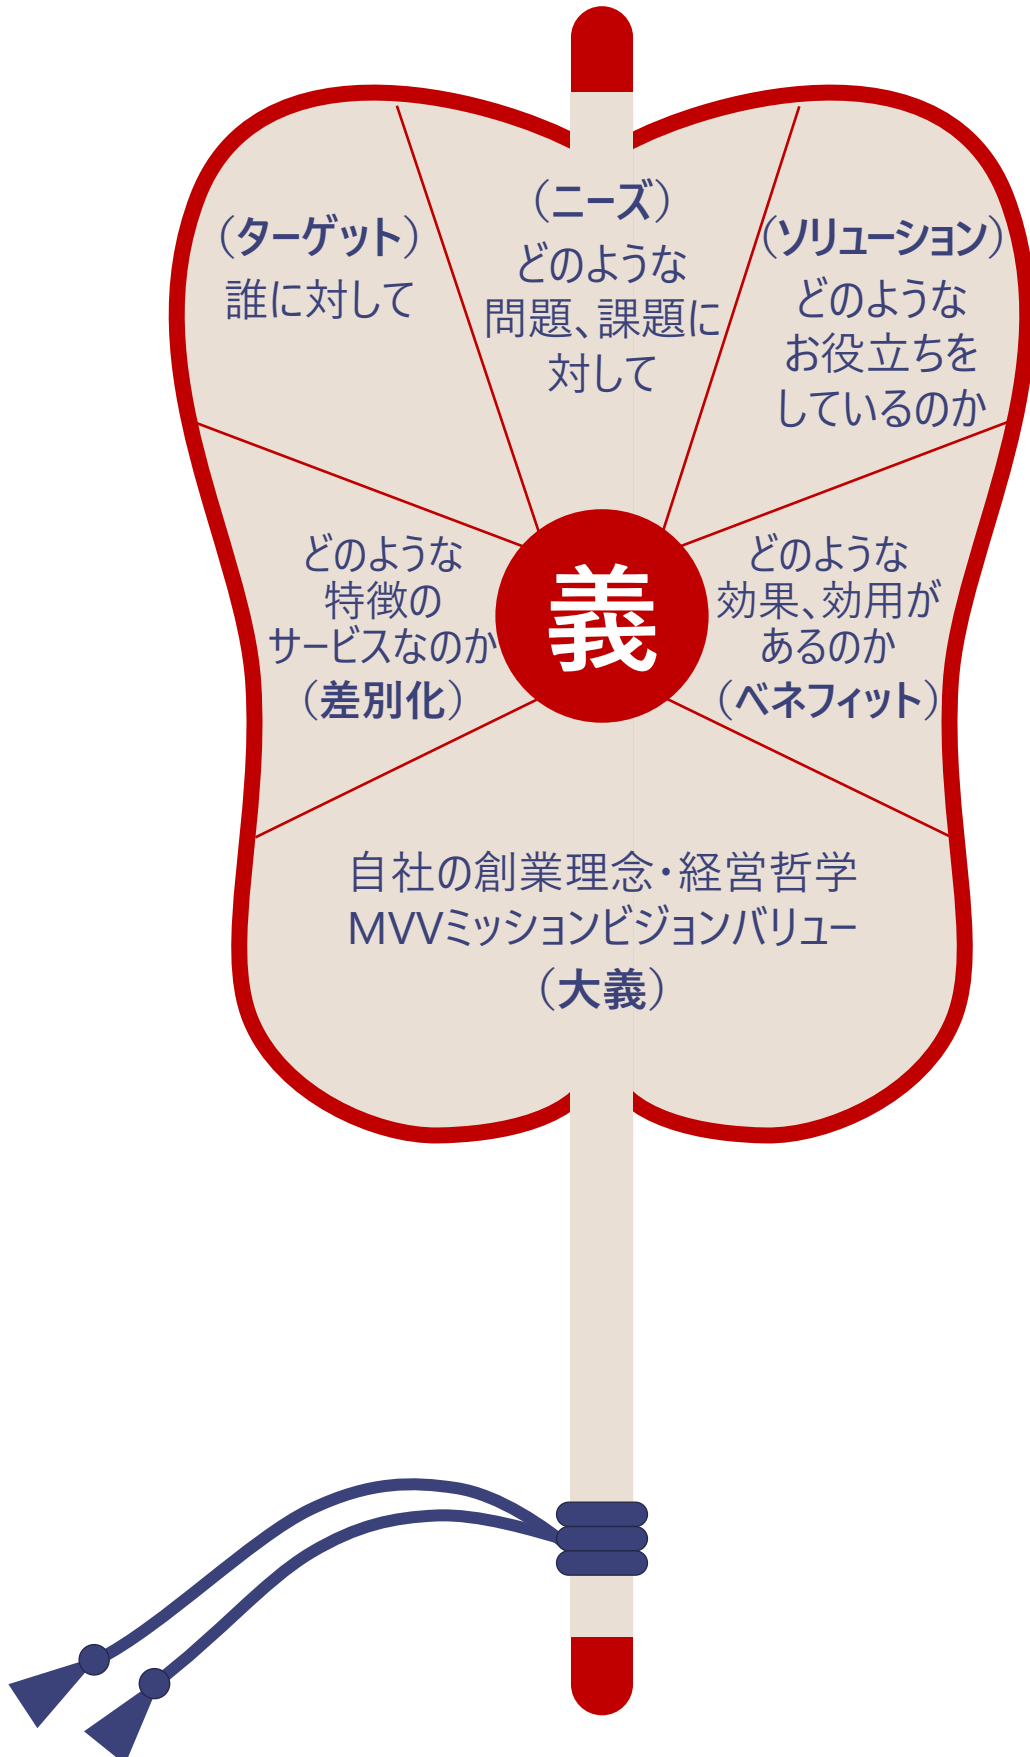 （ターゲット）
誰に対して
（ニーズ）
どのような
問題、課題に
対して
（ソリューション）
どのような
お役立ちを
しているのか
どのような
特徴の
サービスなのか
（差別化）
義
どのような
効果、効用が
あるのか
（ベネフィット）
自社の創業理念・経営哲学
MVVミッションビジョンバリュー
（大義）